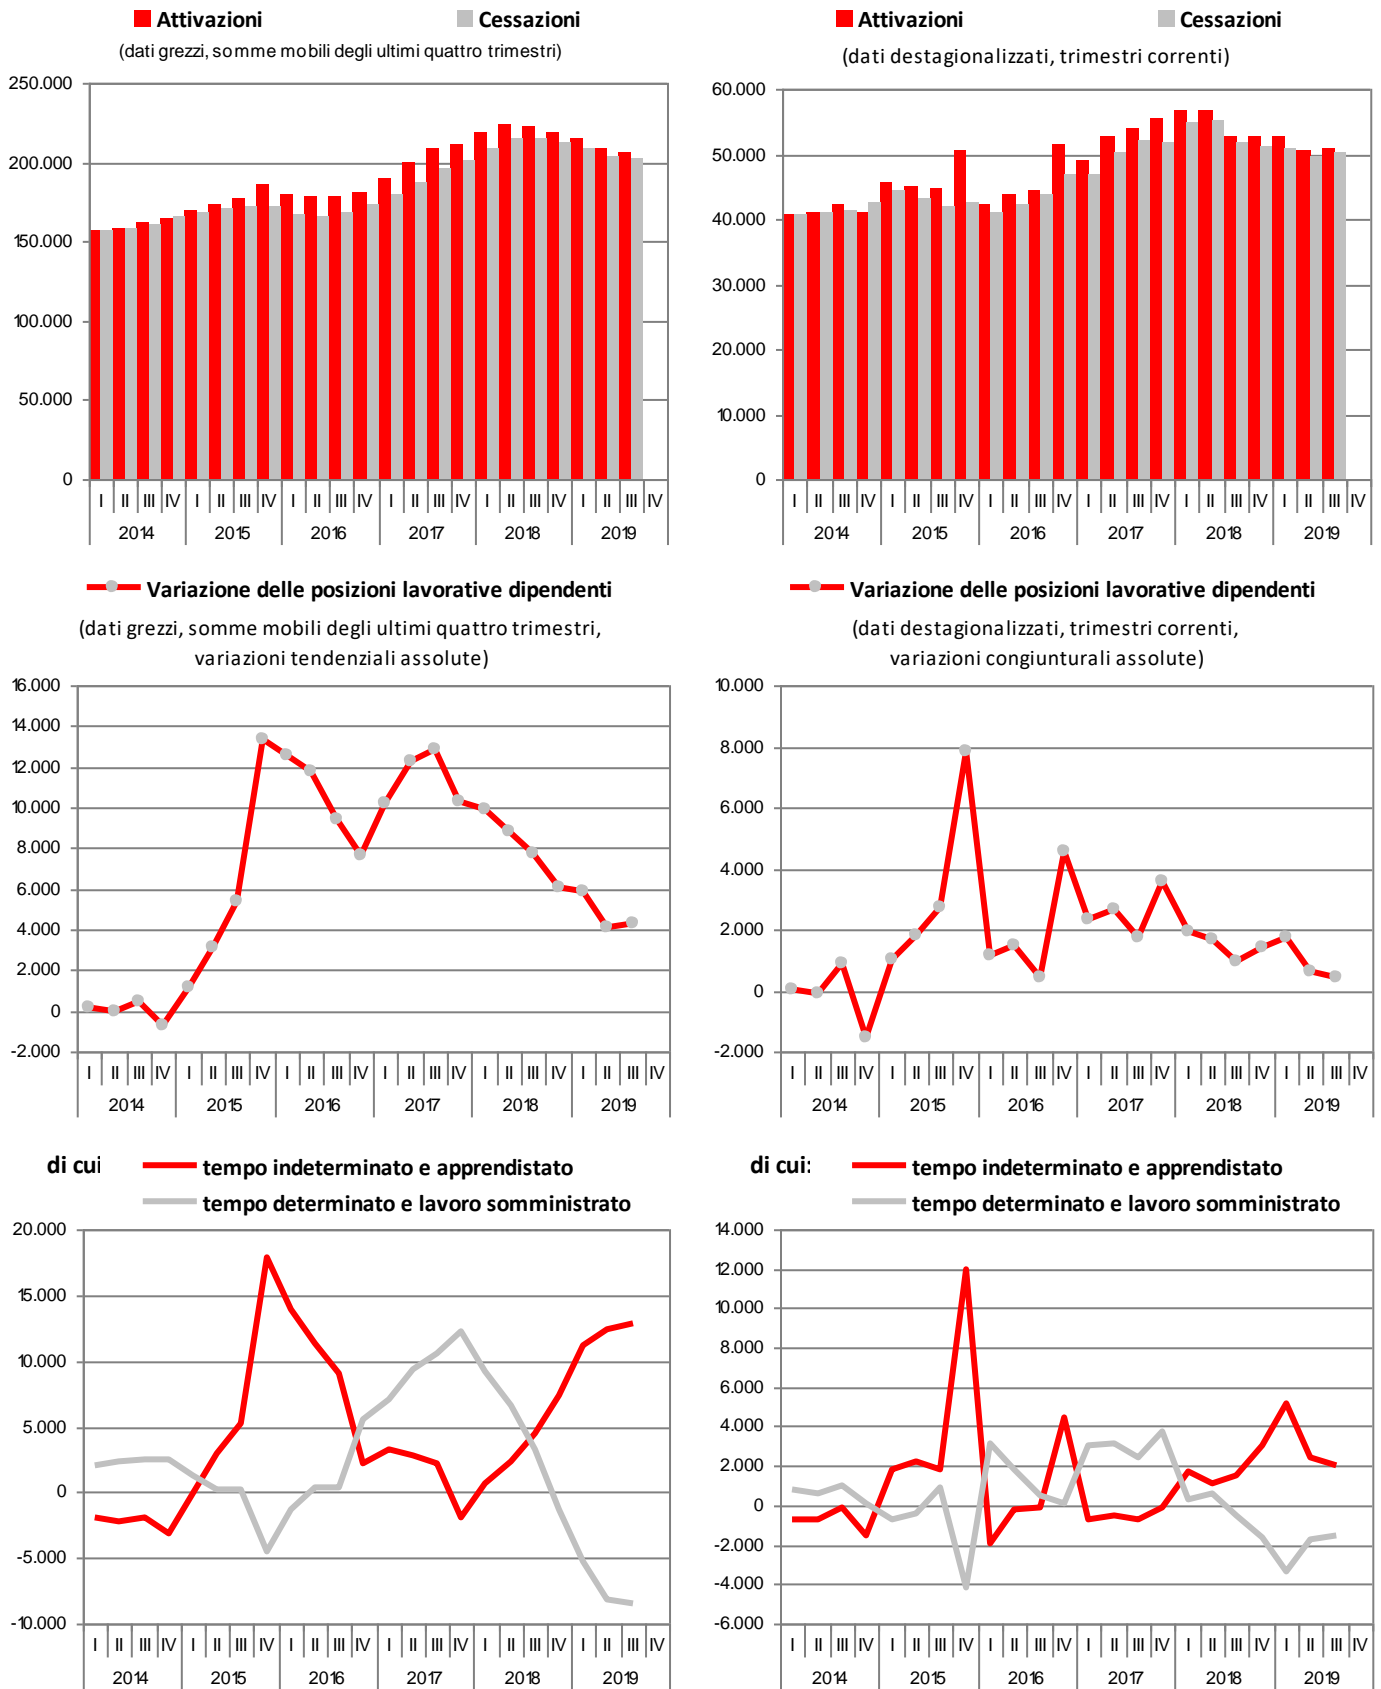 Attivazioni Cessazioni
(dati grezzi, somme mobili degli ultimi quattro trimestri)
250.000
200.000
150.000
100.000
50.000
0
I II III IV I II III IV I II III IV I II III IV I II III IV I II III IV
2014 2015 2016 2017 2018 2019
Attivazioni Cessazioni
(dati destagionalizzati, trimestri correnti)
60.000
50.000
40.000
30.000
20.000
10.000
0
I II III IV I II III IV I II III IV I II III IV I II III IV I II III IV
2014 2015 2016 2017 2018 2019
Variazione delle posizioni lavorative dipendenti
(dati grezzi, somme mobili degli ultimi quattro trimestri,
variazioni tendenziali assolute)
16.000
14.000
12.000
10.000
8.000
6.000
4.000
2.000
0
-2.000
I II III IV I II III IV I II III IV I II III IV I II III IV I II III IV
2014 2015 2016 2017 2018 2019
Variazione delle posizioni lavorative dipendenti
(dati destagionalizzati, trimestri correnti,
variazioni congiunturali assolute)
10.000
8.000
6.000
4.000
2.000
0
-2.000
I II III IV I II III IV I II III IV I II III IV I II III IV I II III IV
2014 2015 2016 2017 2018 2019
di cui tempo indeterminato e apprendistato
tempo determinato e lavoro somministrato
20.000
15.000
10.000
5.000
0
-5.000
-10.000
I II III IV I II III IV I II III IV I II III IV I II III IV I II III IV
2014 2015 2016 2017 2018 2019
di cui: tempo indeterminato e apprendistato
tempo determinato e lavoro somministrato
14.000
12.000
10.000
8.000
6.000
4.000
2.000
0
-2.000
-4.000
-6.000
I II III IV I II III IV I II III IV I II III IV I II III IV I II III IV
2014 2015 2016 2017 2018 2019